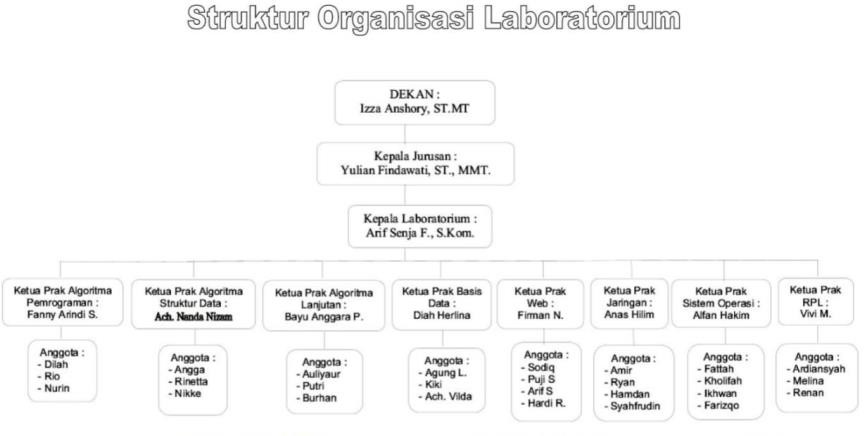 Struktur Organisasi Laboratorium
DEKAN :
Izza Anshory, ST.MT
Kepala Jurusan :
Yulian Findawati, ST., MMT.
Kepala Laboratorium :
Arif Senja F., S.Kom.
Ketua Prak Algoritma
Pemrograman :
Fanny Arindi S.
Ketua Prak Algoritma
Struktur Data :
Ach. Nanda Nizam
Ketua Prak Algoritma
Lanjutan :
Bayu Anggara P.
Ketua Prak Basis
Data :
Diah Herlina
Ketua Prak
Web :
Firman N.
Ketua Prak
Jaringan :
Anas Hilim
Ketua Prak
Sistem Operasi :
Alfan Hakim
Ketua Prak
RPL :
Vivi M.
Anggota :
- Dilah
- Rio
- Nurin
Anggota :
- Angga
- Rinetta
- Nikke
Anggota :
- Auliyaur
- Putri
- Burhan
Anggota :
- Agung L.
- Kiki
- Ach. Vilda
Anggota :
- Sodiq
- Puji S
- Arif S
- Hardi R.
Anggota :
- Amir
- Ryan
- Hamdan
- Syahfrudin
Anggota :
- Fattah
- Kholifah
- Ikhwan
- Farizqo
Anggota :
- Ardiansyah
- Melina
- Renan